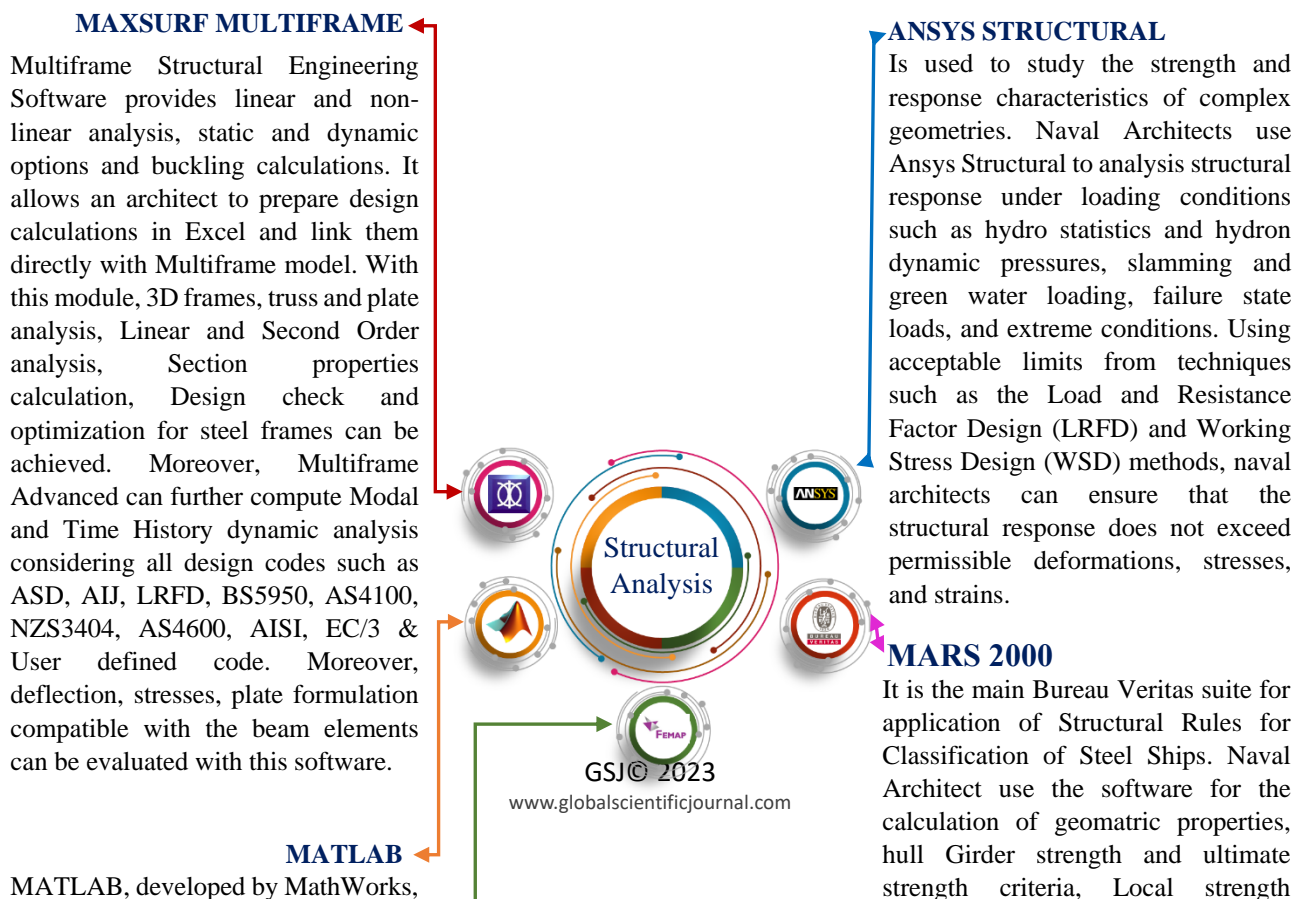 MAXSURF MULTIFRAME
Multiframe Structural Engineering
Software provides linear and non-
linear analysis, static and dynamic
options and buckling calculations. It
allows an architect to prepare design
calculations in Excel and link them
directly with Multiframe model. With
this module, 3D frames, truss and plate
analysis, Linear and Second Order
analysis, Section properties
calculation, Design check and
optimization for steel frames can be
achieved. Moreover, Multiframe
Advanced can further compute Modal
and Time History dynamic analysis
considering all design codes such as
ASD, AIJ, LRFD, BS5950, AS4100,
NZS3404, AS4600, AISI, EC/3 &
User defined code. Moreover,
deflection, stresses, plate formulation
compatible with the beam elements
can be evaluated with this software.
MATLAB
MATLAB, developed by MathWorks,
Structural
Analysis
ANSYS
BUREAU
VERITAS
FEMAP
GSJ© 2023
www.globalscientificjournal.com
ANSYS STRUCTURAL
Is used to study the strength and
response characteristics of complex
geometries. Naval Architects use
Ansys Structural to analysis structural
response under loading conditions
such as hydro statistics and hydron
dynamic pressures, slamming and
green water loading, failure state
loads, and extreme conditions. Using
acceptable limits from techniques
such as the Load and Resistance
Factor Design (LRFD) and Working
Stress Design (WSD) methods, naval
architects can ensure that the
structural response does not exceed
permissible deformations, stresses,
and strains.
MARS 2000
It is the main Bureau Veritas suite for
application of Structural Rules for
Classification of Steel Ships. Naval
Architect use the software for the
calculation of geomatric properties,
hull Girder strength and ultimate
strength criteria, Local strength